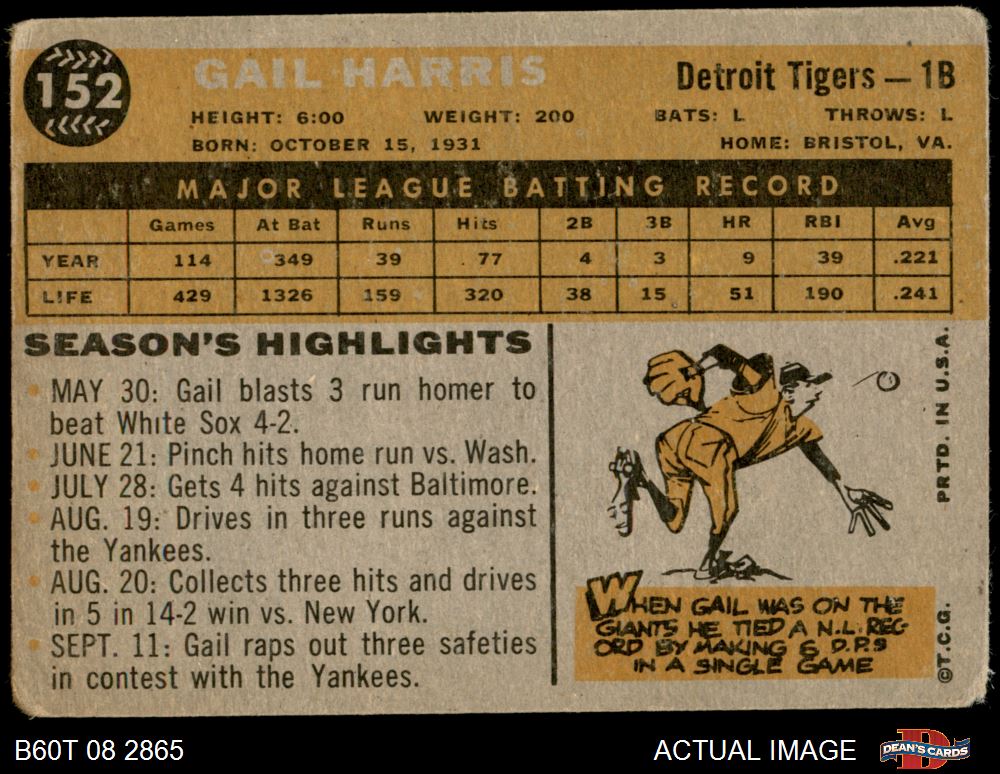 152
GAIL HARRIS
Detroit Tigers — 1B
HEIGHT: 6:00 WEIGHT: 200 BATS: L THROWS: L
BORN: OCTOBER 15, 1931 HOME: BRISTOL, VA.
MAJOR LEAGUE BATTING RECORD
Games At Bat Runs Hits 2B 3B HR RBI Avg
YEAR 114 349 39 77 4 3 9 39 .221
LIFE 429 1326 159 320 38 15 51 190 .241
SEASON'S HIGHLIGHTS
MAY 30: Gail blasts 3 run homer to
beat White Sox 4-2.
JUNE 21: Pinch hits home run vs. Wash.
JULY 28: Gets 4 hits against Baltimore.
AUG. 19: Drives in three runs against
the Yankees.
AUG. 20: Collects three hits and drives
in 5 in 14-2 win vs. New York.
SEPT. 11: Gail raps out three safeties
in contest with the Yankees.
WHEN GAIL WAS ON THE
GIANTS HE TIED A N.L. REC-
ORD BY MAKING 6 D.P.S
IN A SINGLE GAME
PRTD. IN U.S.A.
©T.C.G.
B60T 08 2865
ACTUAL IMAGE
DEAN'S CARDS